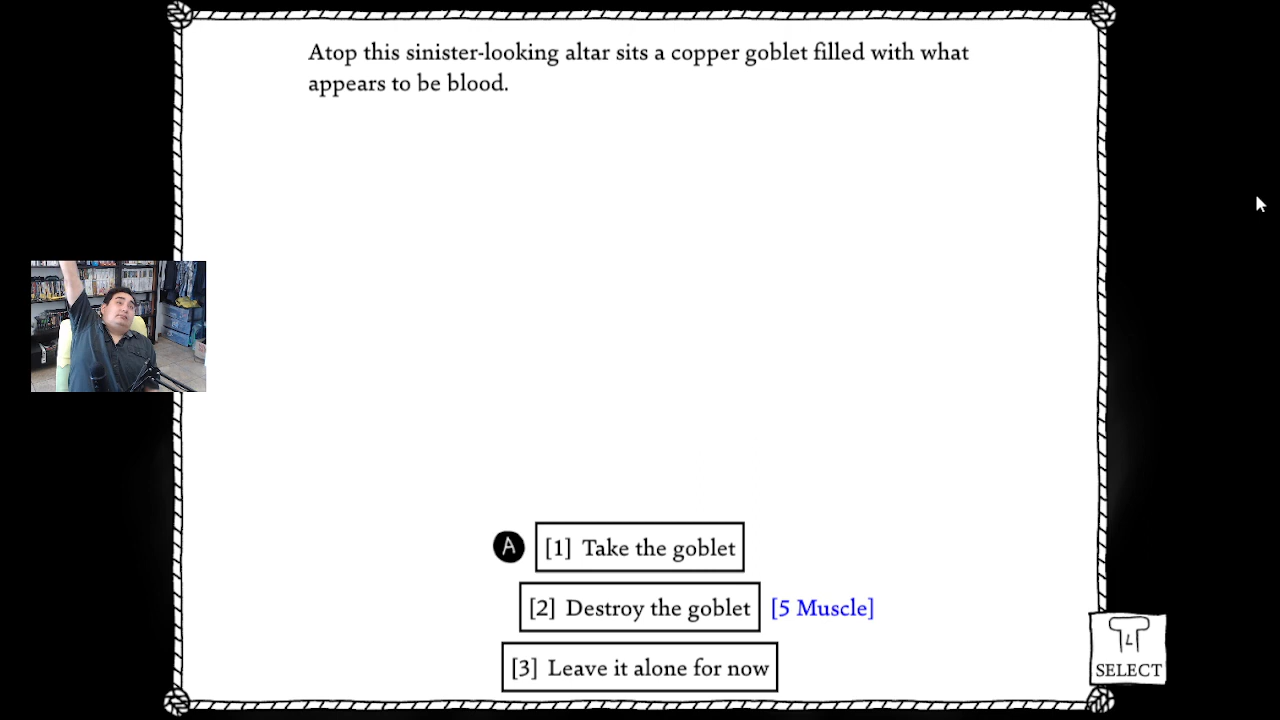 Atop this sinister-looking altar sits a copper goblet filled with what
appears to be blood.
A [1] Take the goblet
[2] Destroy the goblet [5 Muscle]
[3] Leave it alone for now
L
SELECT